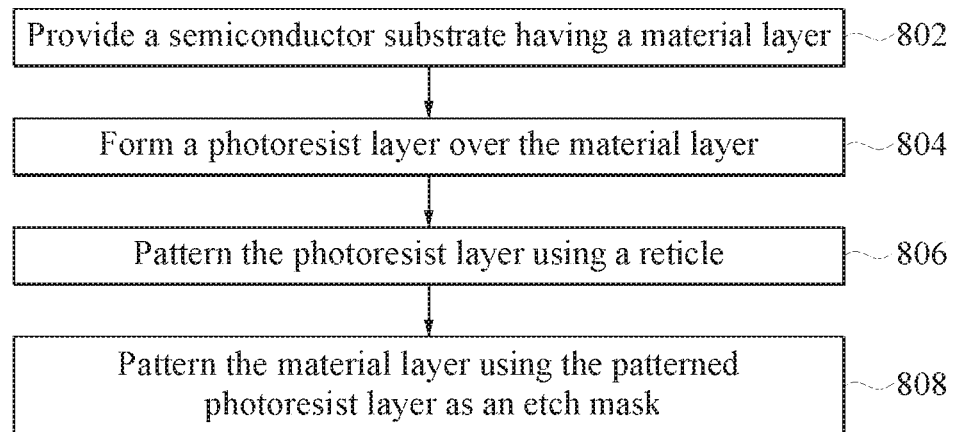 Provide a semiconductor substrate having a material layer 802
Form a photoresist layer over the material layer 804
Pattern the photoresist layer using a reticle 806
Pattern the material layer using the patterned
photoresist layer as an etch mask 808